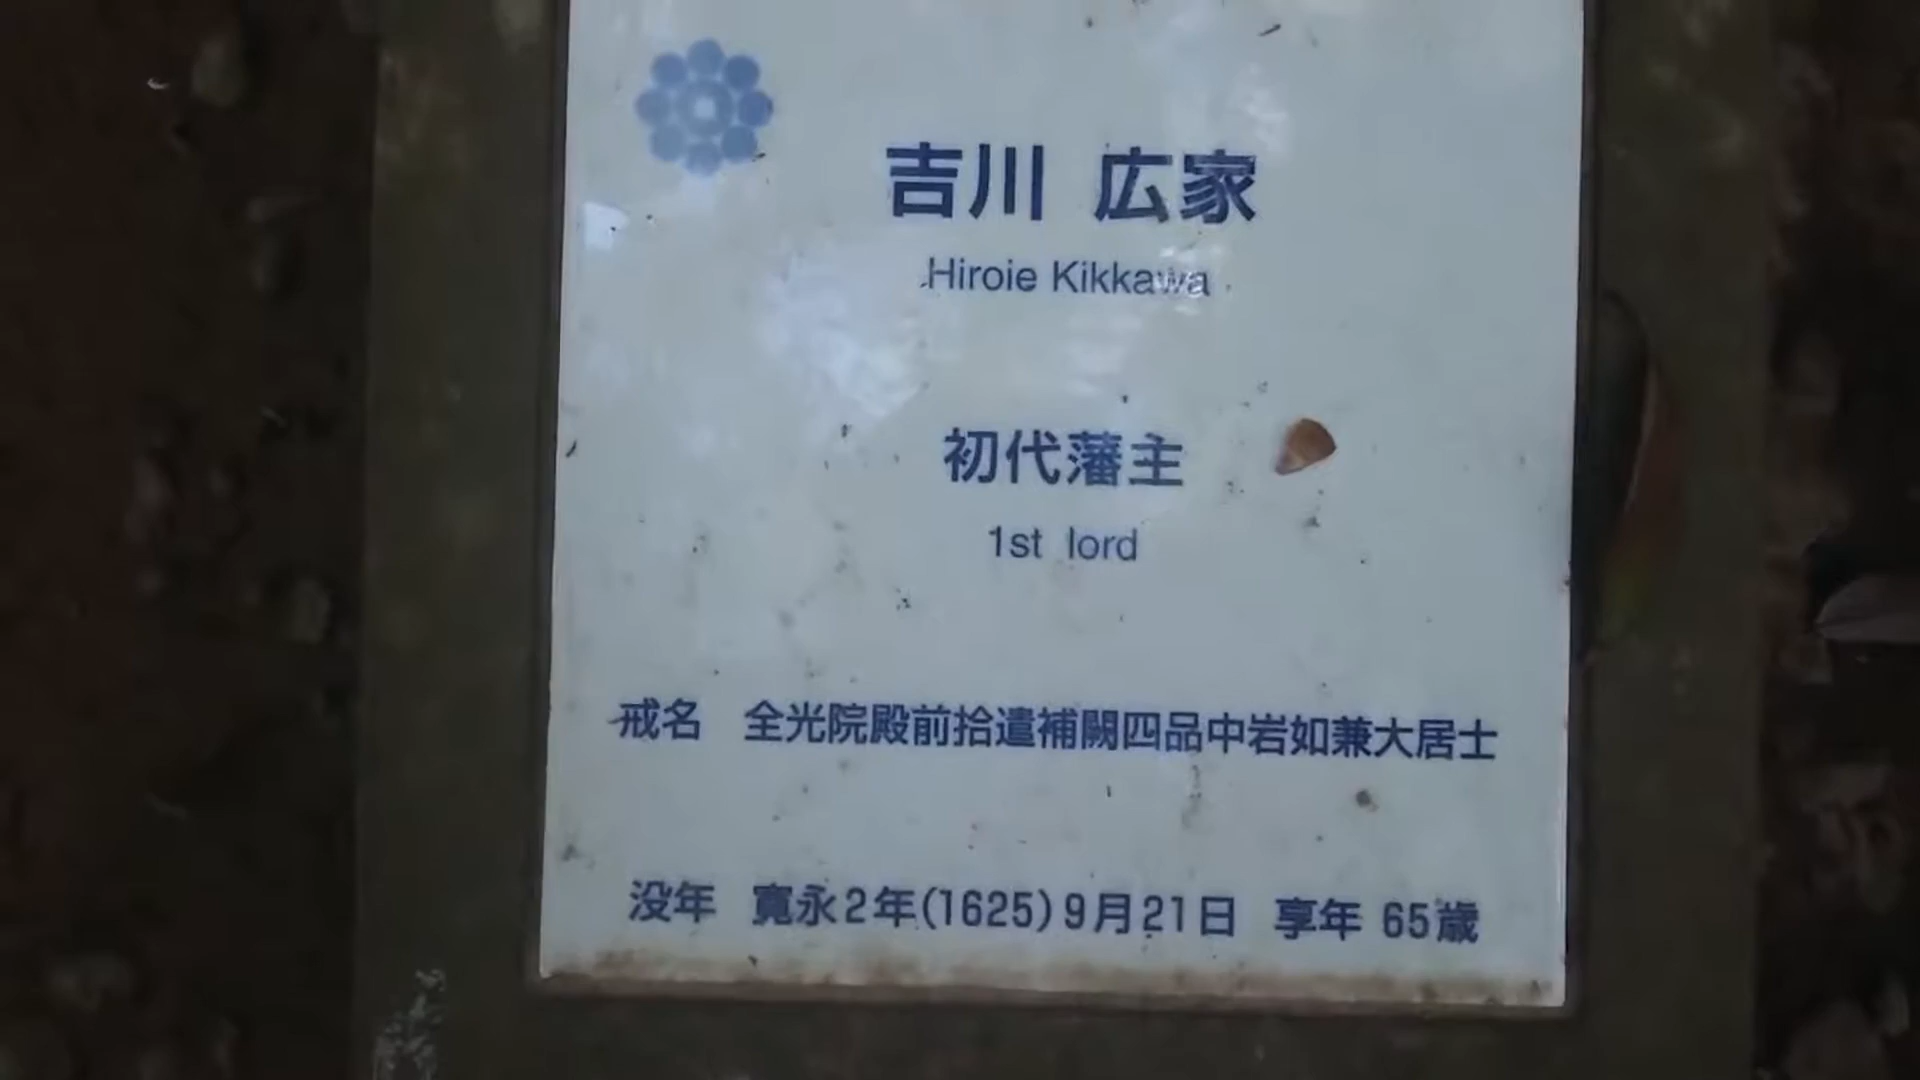 吉川 広家
Hiroie Kikkawa
初代藩主
1st lord
戒名 全光院殿前拾遺補闕四品中岩如兼大居士
没年 寛永2年(1625)9月21日 享年 65歳